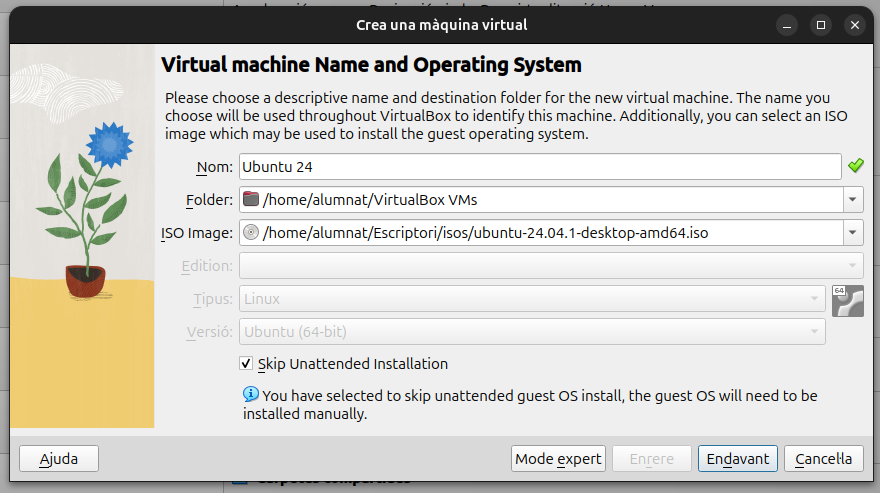 Crea una màquina virtual
Virtual machine Name and Operating System
Please choose a descriptive name and destination folder for the new virtual machine. The name you
choose will be used throughout VirtualBox to identify this machine. Additionally, you can select an ISO
image which may be used to install the guest operating system.
Nom: Ubuntu 24
Folder: /home/alumnat/VirtualBox VMs
ISO Image: /home/alumnat/Escriptori/isos/ubuntu-24.04.1-desktop-amd64.iso
Edition:
Tipus: Linux 64
Versió: Ubuntu (64-bit)
Skip Unattended Installation
You have selected to skip unattended guest OS install, the guest OS will need to be
installed manually.
Ajuda Mode expert Enrere Endavant Cancel·la